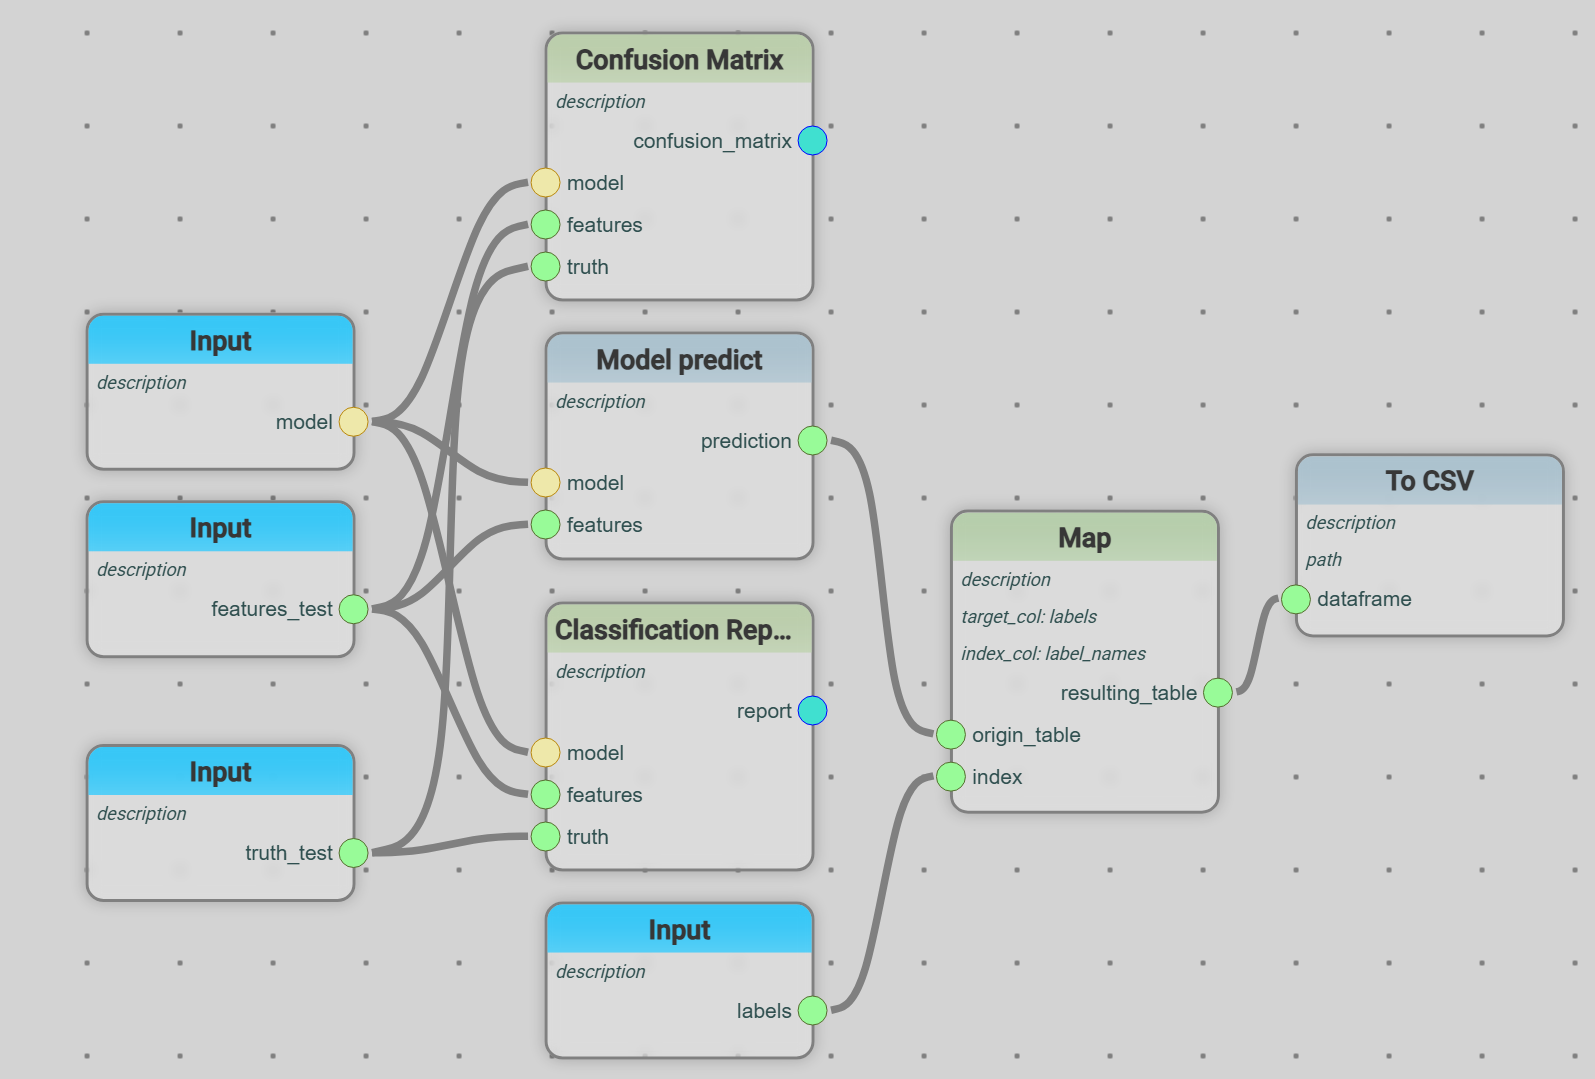 Confusion Matrix
description
confusion_matrix
model
features
truth
Input
description
model
Model predict
description
prediction
model
features
Input
description
features_test
Classification Rep...
description
report
model
features
truth
Input
description
truth_test
Input
description
labels
Map
description
target_col: labels
index_col: label_names
resulting_table
origin_table
index
To CSV
description
path
dataframe